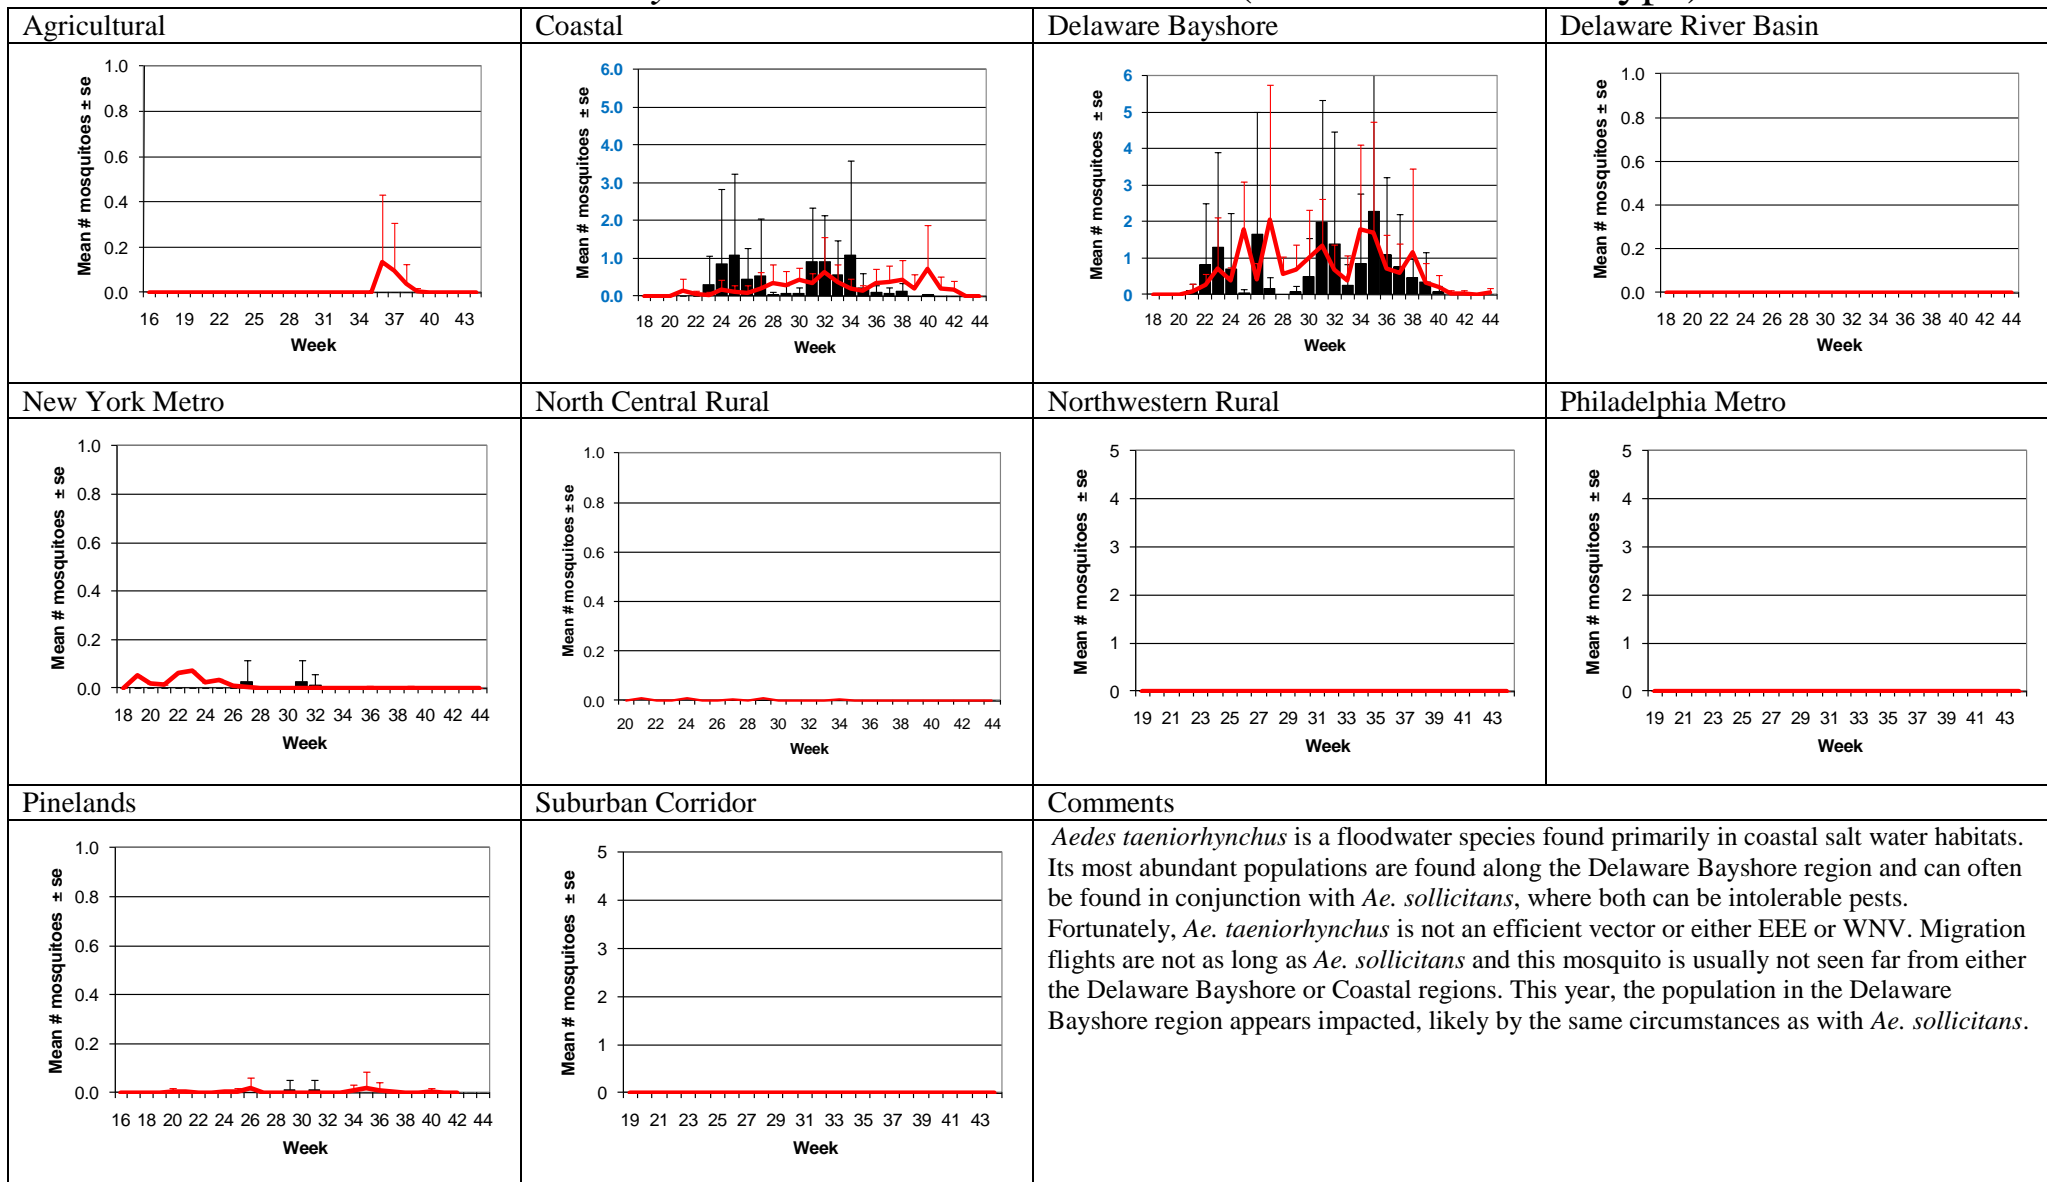 Agricultural
Coastal
Delaware Bayshore
Delaware River Basin
Mean # mosquitoes ± se
1.0
0.8
0.6
0.4
0.2
0.0
16 19 22 25 28 31 34 37 40 43
Week
Mean # mosquitoes ± se
6.0
5.0
4.0
3.0
2.0
1.0
0.0
18 20 22 24 26 28 30 32 34 36 38 40 42 44
Week
Mean # mosquitoes ± se
6
5
4
3
2
1
0
18 20 22 24 26 28 30 32 34 36 38 40 42 44
Week
Mean # mosquitoes ± se
1.0
0.8
0.6
0.4
0.2
0.0
18 20 22 24 26 28 30 32 34 36 38 40 42 44
Week
New York Metro
North Central Rural
Northwestern Rural
Philadelphia Metro
Mean # mosquitoes ± se
1.0
0.8
0.6
0.4
0.2
0.0
18 20 22 24 26 28 30 32 34 36 38 40 42 44
Week
Mean # mosquitoes ± se
1.0
0.8
0.6
0.4
0.2
0.0
20 22 24 26 28 30 32 34 36 38 40 42 44
Week
Mean # mosquitoes ± se
5
4
3
2
1
0
19 21 23 25 27 29 31 33 35 37 39 41 43
Week
Mean # mosquitoes ± se
5
4
3
2
1
0
19 21 23 25 27 29 31 33 35 37 39 41 43
Week
Pinelands
Suburban Corridor
Comments
Mean # mosquitoes ± se
1.0
0.8
0.6
0.4
0.2
0.0
16 18 20 22 24 26 28 30 32 34 36 38 40 42 44
Week
Mean # mosquitoes ± se
5
4
3
2
1
0
19 21 23 25 27 29 31 33 35 37 39 41 43
Week
Aedes taeniorhynchus is a floodwater species found primarily in coastal salt water habitats.
Its most abundant populations are found along the Delaware Bayshore region and can often
be found in conjunction with Ae. sollicitans, where both can be intolerable pests.
Fortunately, Ae. taeniorhynchus is not an efficient vector or either EEE or WNV. Migration
flights are not as long as Ae. sollicitans and this mosquito is usually not seen far from either
the Delaware Bayshore or Coastal regions. This year, the population in the Delaware
Bayshore region appears impacted, likely by the same circumstances as with Ae. sollicitans.